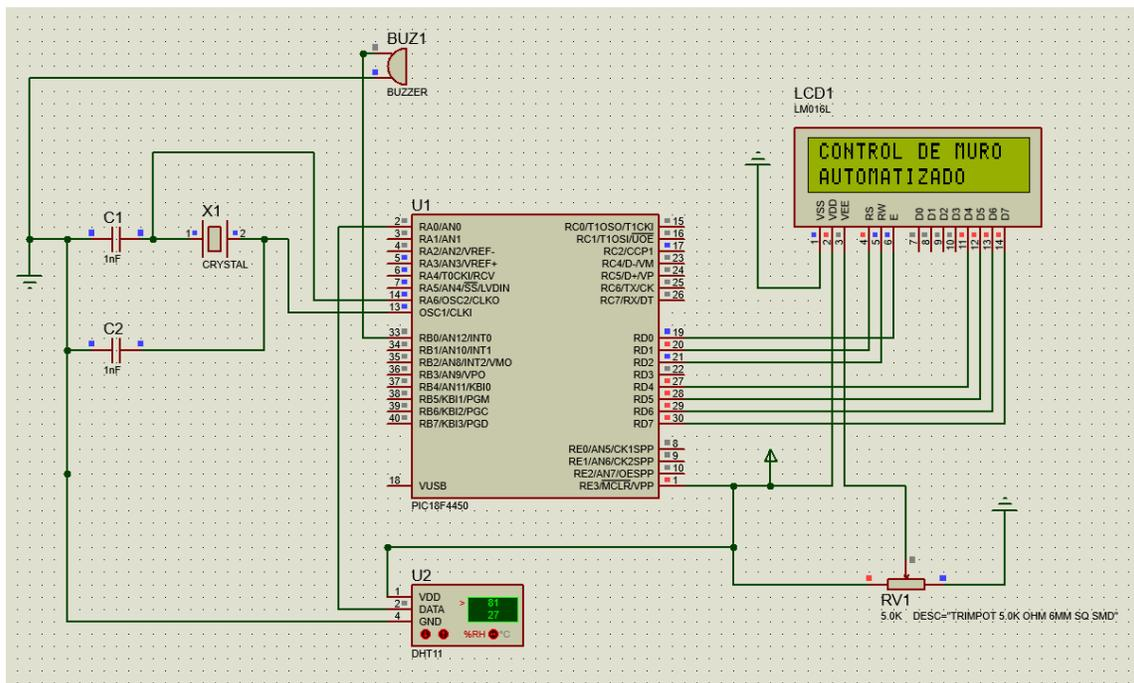 BUZ1
BUZZER
LCD1
LM016L
CONTROL DE MURO
AUTOMATIZADO
VSS
VDD
VEE
RS
RW
E
D0
D1
D2
D3
D4
D5
D6
D7
1
2
3
4
5
6
7
8
9
10
11
12
13
14
C1
1nF
X1
1
2
CRYSTAL
C2
1nF
U1
2 RA0/AN0
3 RA1/AN1
4 RA2/AN2/VREF-
5 RA3/AN3/VREF+
6 RA4/T0CKI/RCV
7 RA5/AN4/SS/LVDIN
14 RA6/OSC2/CLKO
13 OSC1/CLKI
33 RB0/AN12/INT0
34 RB1/AN10/INT1
35 RB2/AN8/INT2/VMO
36 RB3/AN9/VPO
37 RB4/AN11/KBI0
38 RB5/KBI1/PGM
39 RB6/KBI2/PGC
40 RB7/KBI3/PGD
18 VUSB
RC0/T1OSO/T1CKI 15
RC1/T1OSI/UOE 16
RC2/CCP1 17
RC4/D-/VM 23
RC5/D+/VP 24
RC6/TX/CK 25
RC7/RX/DT 26
RD0 19
RD1 20
RD2 21
RD3 22
RD4 27
RD5 28
RD6 29
RD7 30
RE0/AN5/CK1SPP 8
RE1/AN6/CK2SPP 9
RE2/AN7/OESPP 10
RE3/MCLR/VPP 1
PIC18F4450
U2
1 VDD
2 DATA
4 GND
> 81
27
%RH °C
DHT11
RV1
5.0K DESC="TRIMPOT 5.0K OHM 6MM SQ SMD"